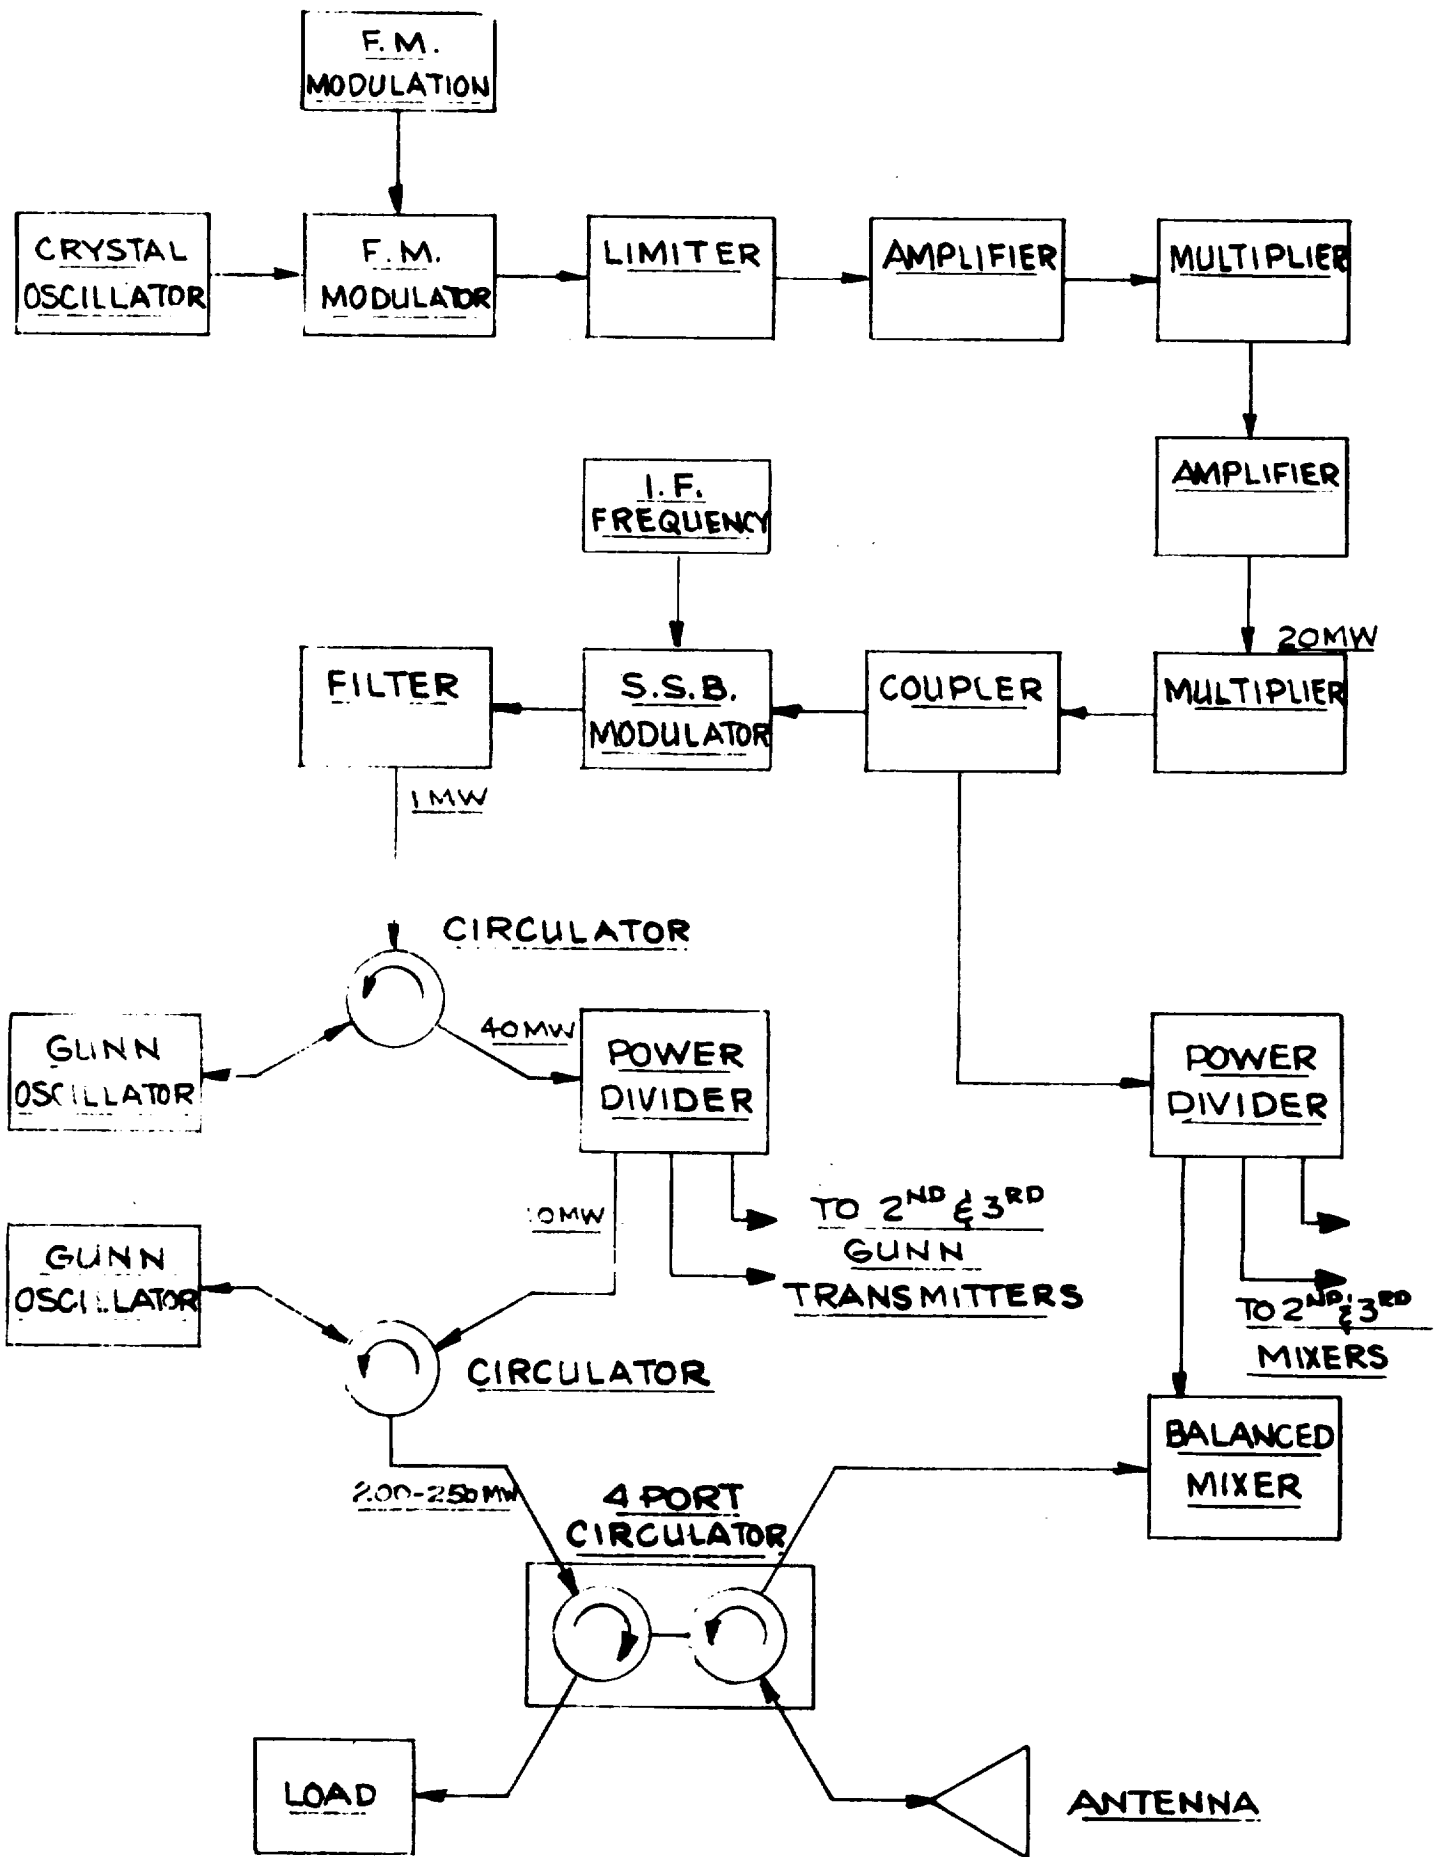 F.M.
MODULATION
CRYSTAL
OSCILLATOR
F.M.
MODULATOR
LIMITER
AMPLIFIER
MULTIPLIER
AMPLIFIER
I.F.
FREQUENCY
20MW
FILTER
S.S.B.
MODULATOR
COUPLER
MULTIPLIER
1MW
CIRCULATOR
GUNN
OSCILLATOR
40MW
POWER
DIVIDER
POWER
DIVIDER
TO 2ND & 3RD
GUNN
TRANSMITTERS
GUNN
OSCILLATOR
TO 2ND & 3RD
MIXERS
CIRCULATOR
BALANCED
MIXER
200-250MW
4 PORT
CIRCULATOR
LOAD
ANTENNA